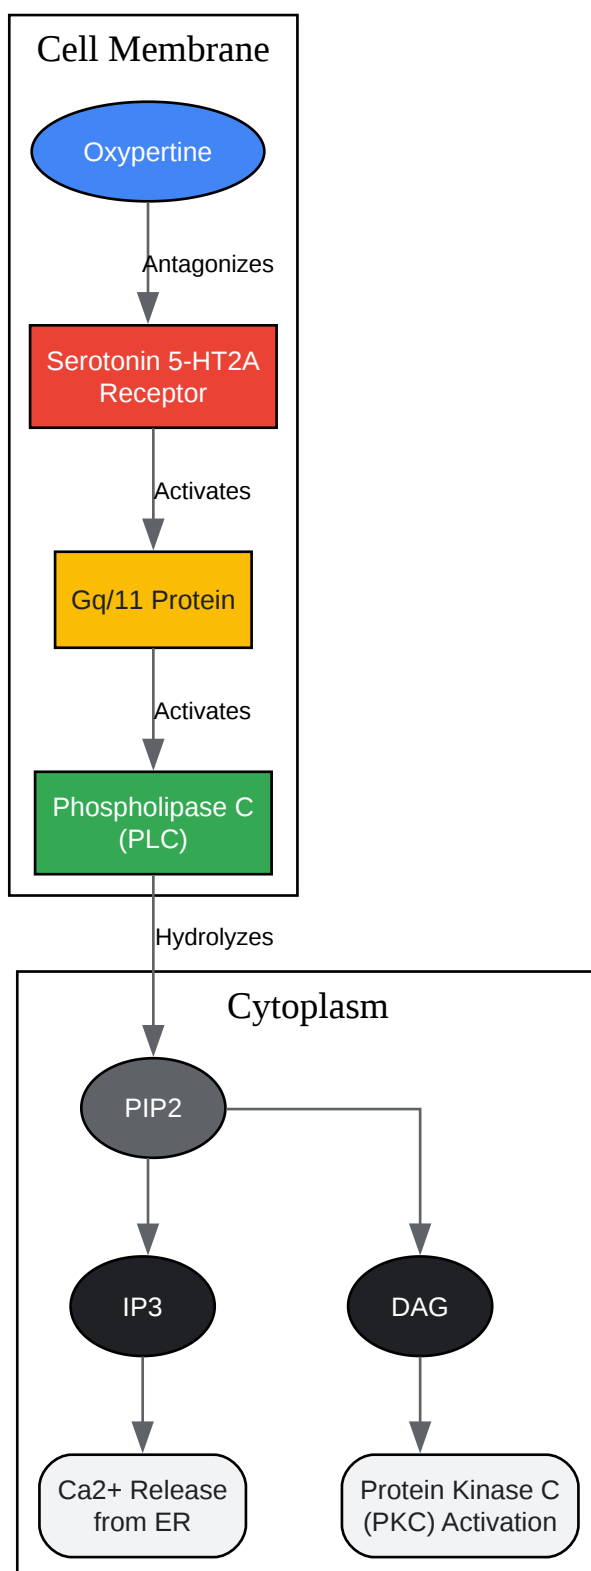 Cell Membrane
Oxypertine
Antagonizes
Serotonin 5-HT2A
Receptor
Activates
Gq/11 Protein
Activates
Phospholipase C
(PLC)
Hydrolyzes
Cytoplasm
PIP2
IP3
DAG
Ca2+ Release
from ER
Protein Kinase C
(PKC) Activation